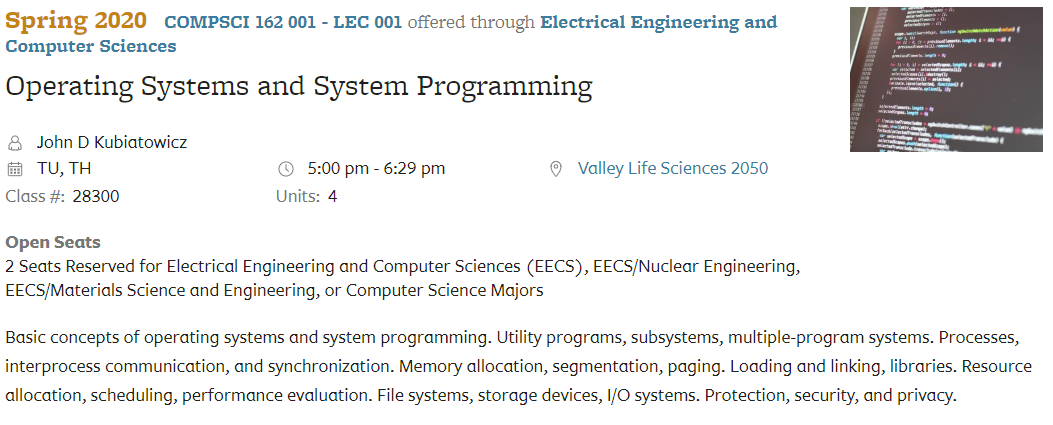 Spring 2020 COMPSCI 162 001 - LEC 001 offered through Electrical Engineering and
Computer Sciences
Operating Systems and System Programming
John D Kubiatowicz
TU, TH 5:00 pm - 6:29 pm Valley Life Sciences 2050
Class #: 28300 Units: 4
Open Seats
2 Seats Reserved for Electrical Engineering and Computer Sciences (EECS), EECS/Nuclear Engineering,
EECS/Materials Science and Engineering, or Computer Science Majors
Basic concepts of operating systems and system programming. Utility programs, subsystems, multiple-program systems. Processes,
interprocess communication, and synchronization. Memory allocation, segmentation, paging. Loading and linking, libraries. Resource
allocation, scheduling, performance evaluation. File systems, storage devices, I/O systems. Protection, security, and privacy.